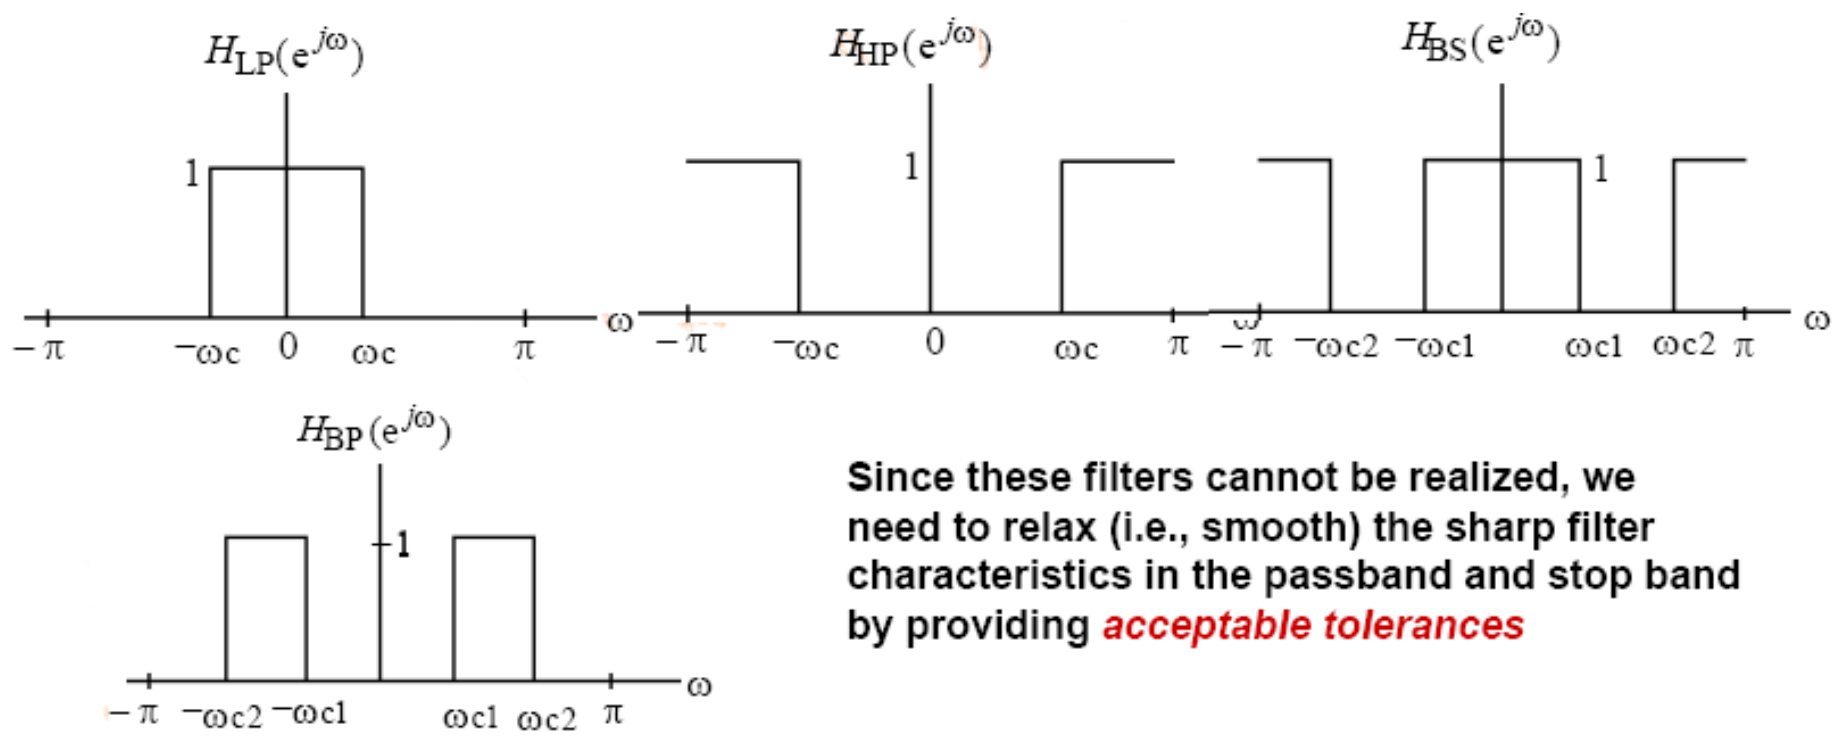 H_LP(e^jω)
1
−π −ωc 0 ωc π ω
H_HP(e^jω)
1
−π −ωc 0 ωc π ω
H_BS(e^jω)
1
−π −ωc2 −ωc1 ωc1 ωc2 π ω
H_BP(e^jω)
1
−π −ωc2 −ωc1 ωc1 ωc2 π ω
Since these filters cannot be realized, we
need to relax (i.e., smooth) the sharp filter
characteristics in the passband and stop band
by providing acceptable tolerances